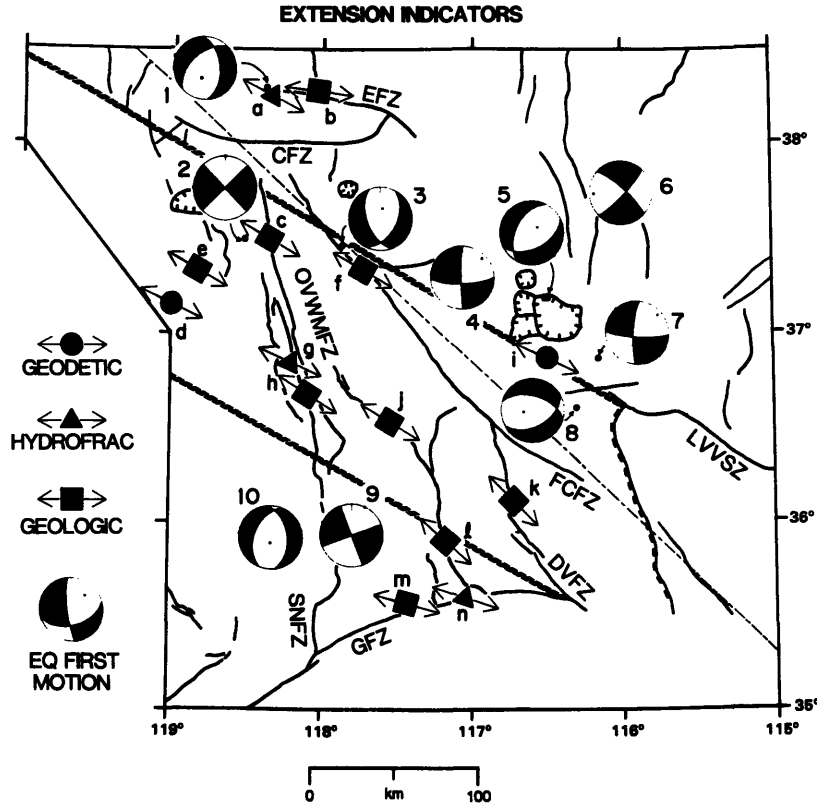 EXTENSION INDICATORS
1
a
b
EFZ
38°
CFZ
2
3
5
6
c
e
f
OVWMFZ
4
d
37°
7
i
g
h
8
j
LVVSZ
GEODETIC
HYDROFRAC
GEOLOGIC
EQ FIRST
MOTION
k
FCFZ
10
9
36°
l
DVFZ
m
n
SNFZ
GFZ
35°
119°
118°
117°
116°
115°
0
km
100